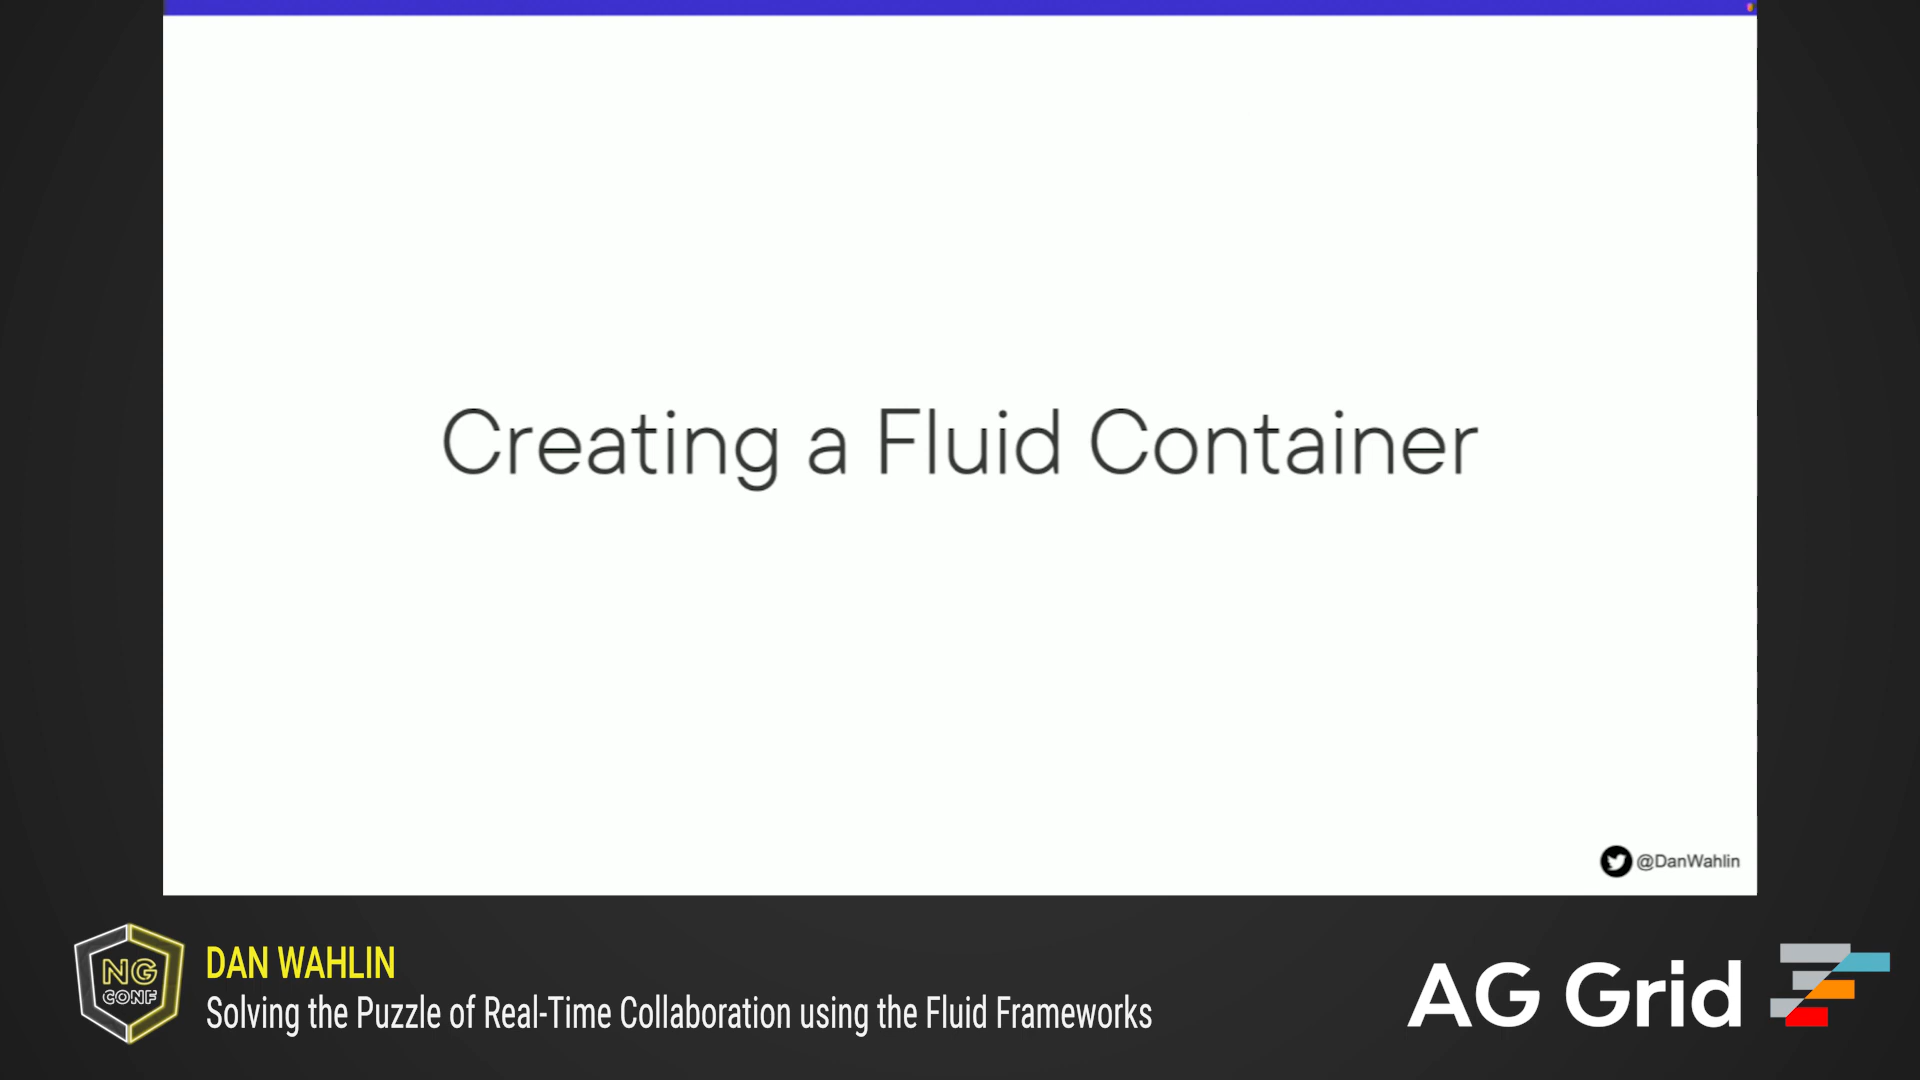 Creating a Fluid Container
@DanWahlin
NG
CONF
DAN WAHLIN
Solving the Puzzle of Real-Time Collaboration using the Fluid Frameworks
AG Grid